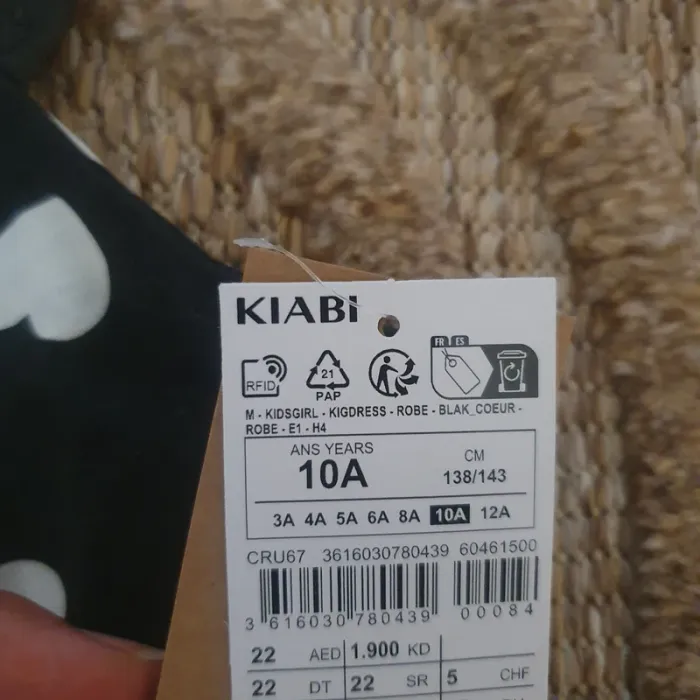 KIABI
FR ES
RFID
21
PAP
M - KIDSGIRL - KIGDRESS - ROBE - BLAK_COEUR -
ROBE - E1 - H4
ANS YEARS
CM
10A
138/143
3A 4A 5A 6A 8A 10A 12A
CRU67 3616030780439 60461500
3 616030 780439 00084
22 AED 1.900 KD
22 DT 22 SR 5 CHF